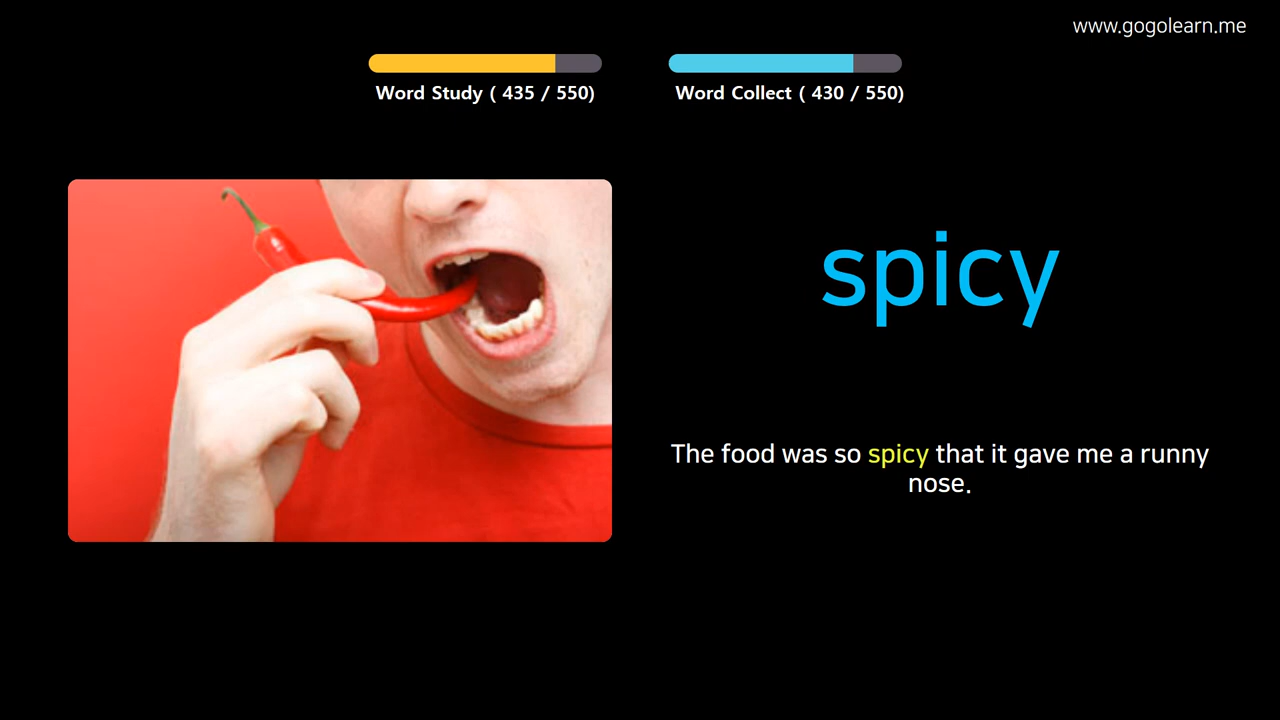 www.gogolearn.me
Word Study ( 435 / 550)
Word Collect ( 430 / 550)
spicy
The food was so spicy that it gave me a runny
nose.